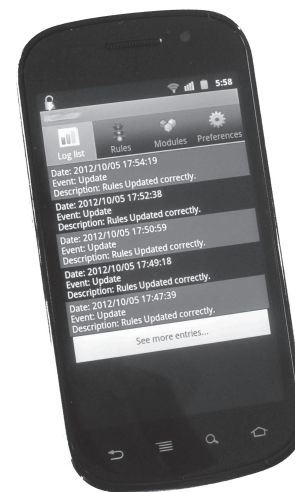 5:58
Log list Rules Modules Preferences
Date: 2012/10/05 17:54:19
Event: Update
Description: Rules Updated correctly.
Date: 2012/10/05 17:52:38
Event: Update
Description: Rules Updated correctly.
Date: 2012/10/05 17:50:59
Event: Update
Description: Rules Updated correctly.
Date: 2012/10/05 17:49:18
Event: Update
Description: Rules Updated correctly.
Date: 2012/10/05 17:47:39
Event: Update
Description: Rules Updated correctly.
See more entries...